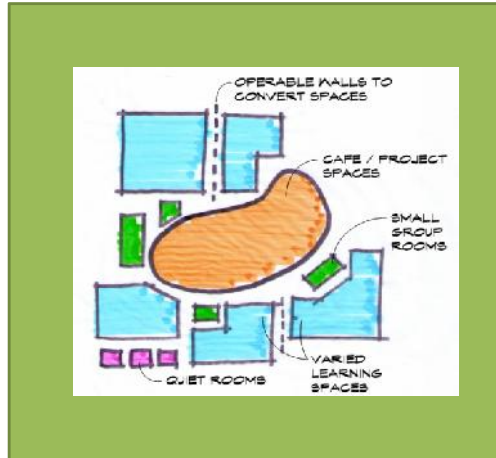 OPERABLE WALLS TO
CONVERT SPACES
CAFE / PROJECT
SPACES
SMALL
GROUP
ROOMS
VARIED
LEARNING
SPACES
QUIET ROOMS